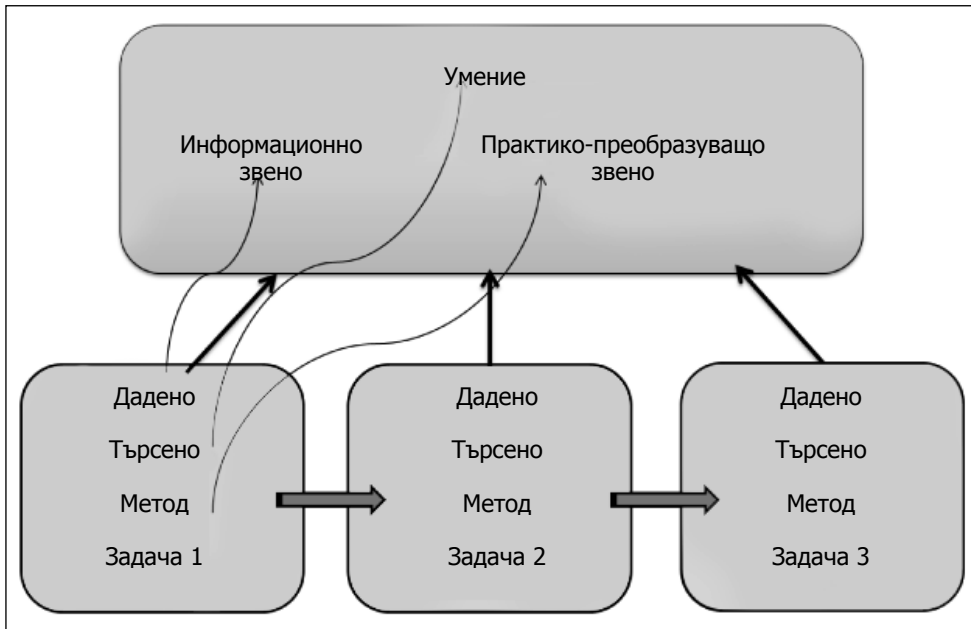 Умение
Информационно
звено
Практико-преобразуващо
звено
Дадено
Търсено
Метод
Задача 1
Дадено
Търсено
Метод
Задача 2
Дадено
Търсено
Метод
Задача 3